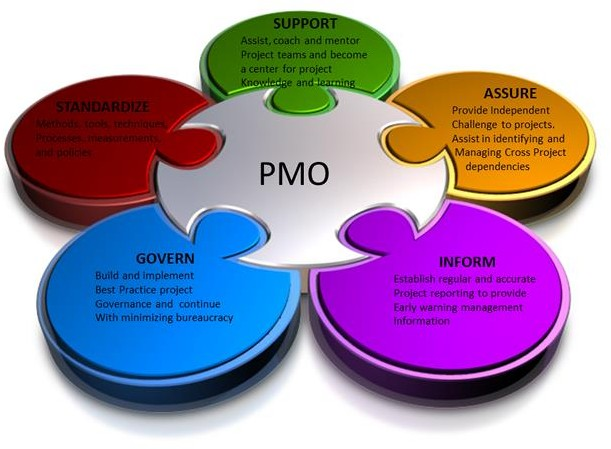 SUPPORT
Assist, coach and mentor
Project teams and become
a center for project
Knowledge and learning
STANDARDIZE
Methods, tools, techniques,
Processes, measurements,
and policies
ASSURE
Provide Independent
Challenge to projects.
Assist in identifying and
Managing Cross Project
dependencies
PMO
GOVERN
Build and implement
Best Practice project
Governance and continue
With minimizing bureaucracy
INFORM
Establish regular and accurate
Project reporting to provide
Early warning management
Information